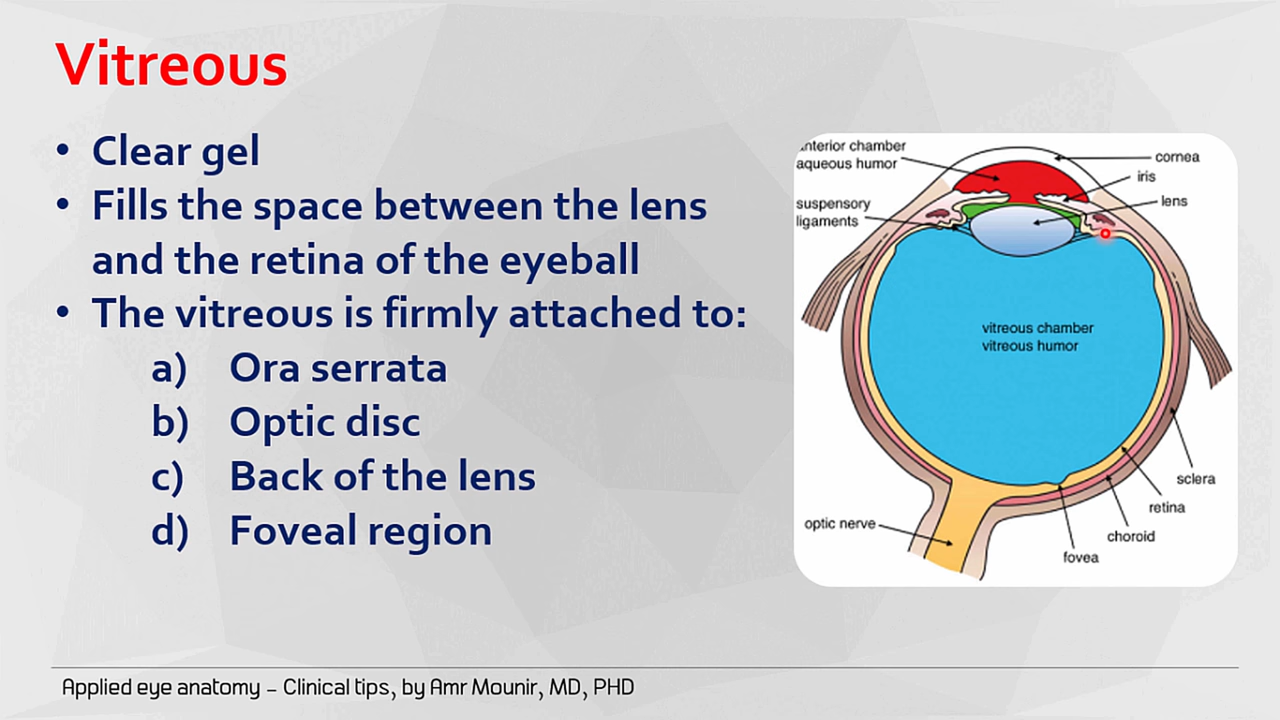 Vitreous
• Clear gel
• Fills the space between the lens
and the retina of the eyeball
• The vitreous is firmly attached to:
a) Ora serrata
b) Optic disc
c) Back of the lens
d) Foveal region
anterior chamber
aqueous humor
cornea
iris
suspensory
ligaments
lens
vitreous chamber
vitreous humor
sclera
retina
optic nerve
choroid
fovea
Applied eye anatomy – Clinical tips, by Amr Mounir, MD, PHD